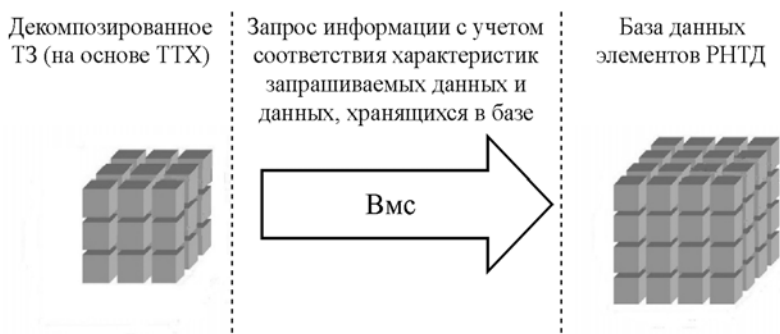 Декомпозированное
ТЗ (на основе ТТХ)
Запрос информации с учетом
соответствия характеристик
запрашиваемых данных и
данных, хранящихся в базе
Вмс
База данных
элементов РНТД